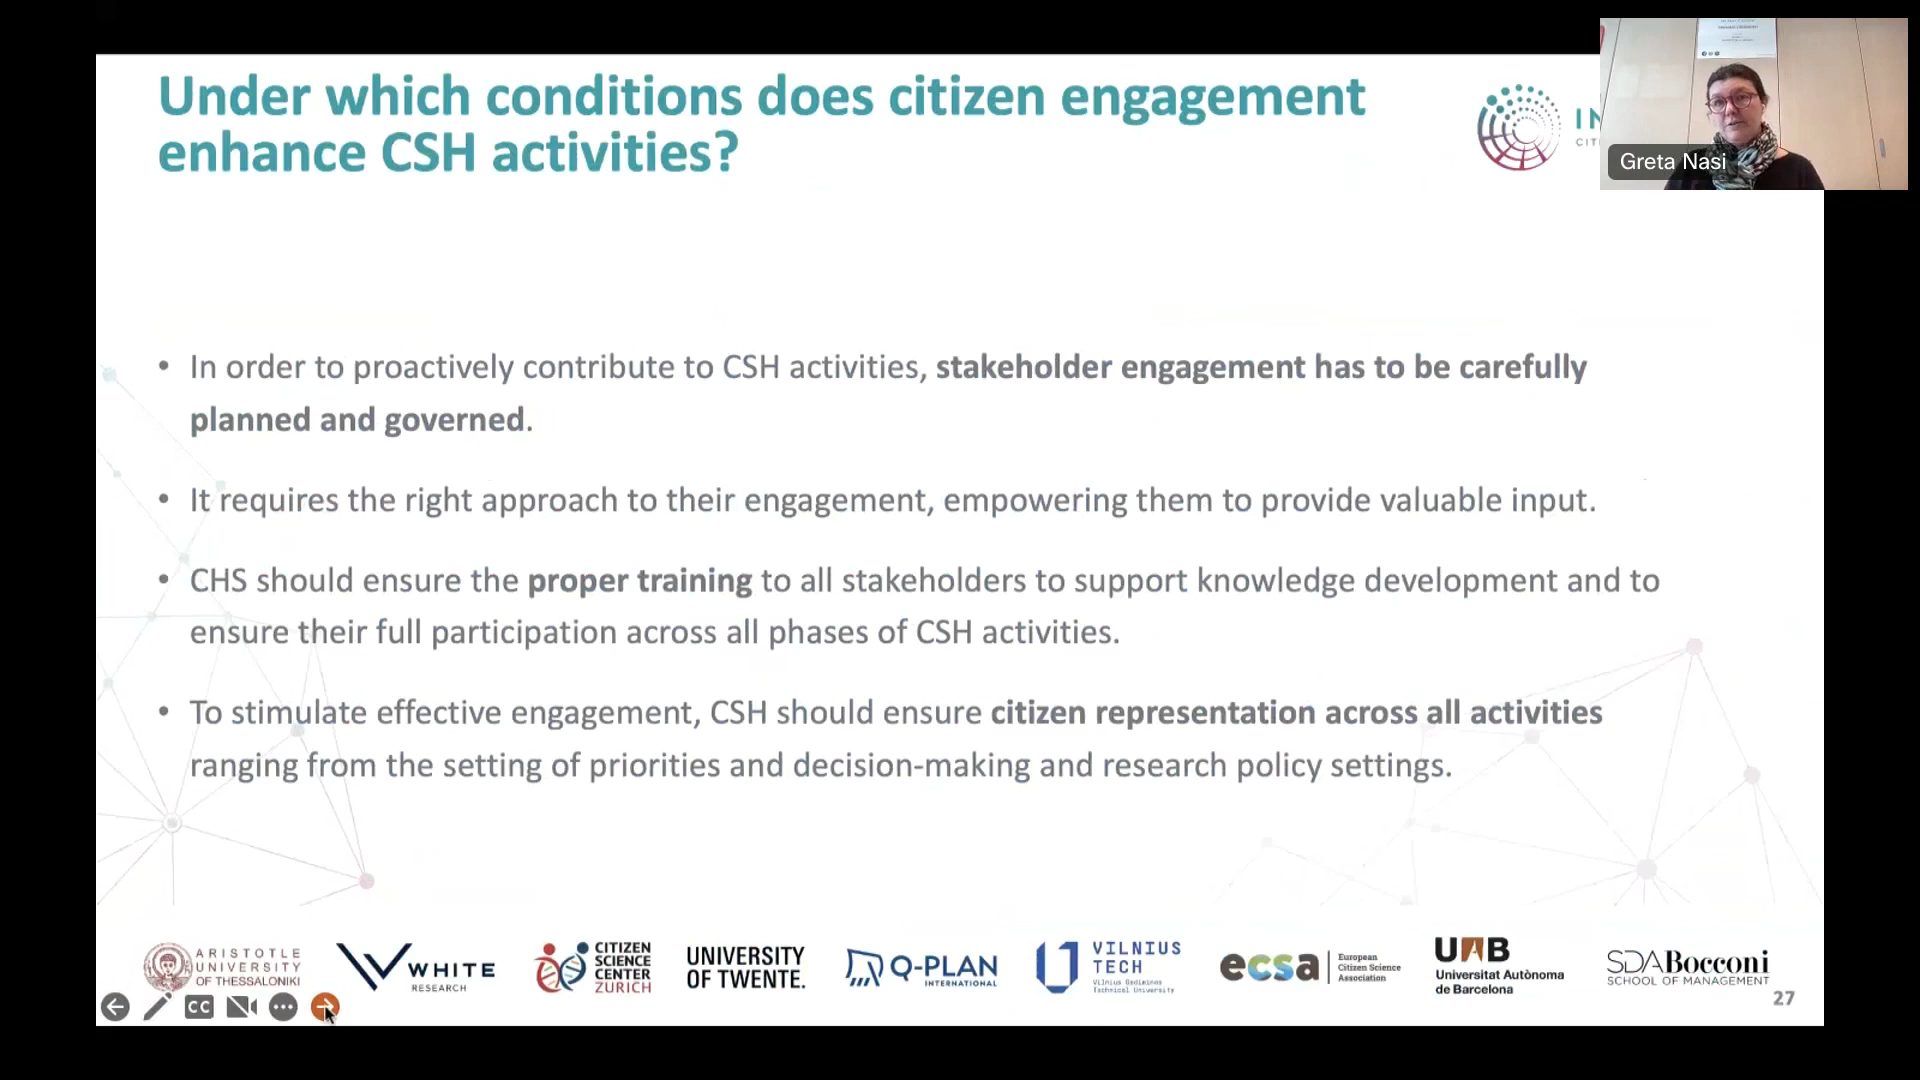 Under which conditions does citizen engagement
enhance CSH activities?
IN
CIT
Greta Nasi
• In order to proactively contribute to CSH activities, stakeholder engagement has to be carefully
planned and governed.
• It requires the right approach to their engagement, empowering them to provide valuable input.
• CHS should ensure the proper training to all stakeholders to support knowledge development and to
ensure their full participation across all phases of CSH activities.
• To stimulate effective engagement, CSH should ensure citizen representation across all activities
ranging from the setting of priorities and decision-making and research policy settings.
ARISTOTLE
UNIVERSITY
OF THESSALONIKI
WHITE
RESEARCH
CITIZEN
SCIENCE
CENTER
ZURICH
UNIVERSITY
OF TWENTE.
Q-PLAN
INTERNATIONAL
VILNIUS
TECH
Vilnius Gediminas
Technical University
ecsa
European
Citizen Science
Association
UAB
Universitat Autònoma
de Barcelona
SDA Bocconi
SCHOOL OF MANAGEMENT
CC
27